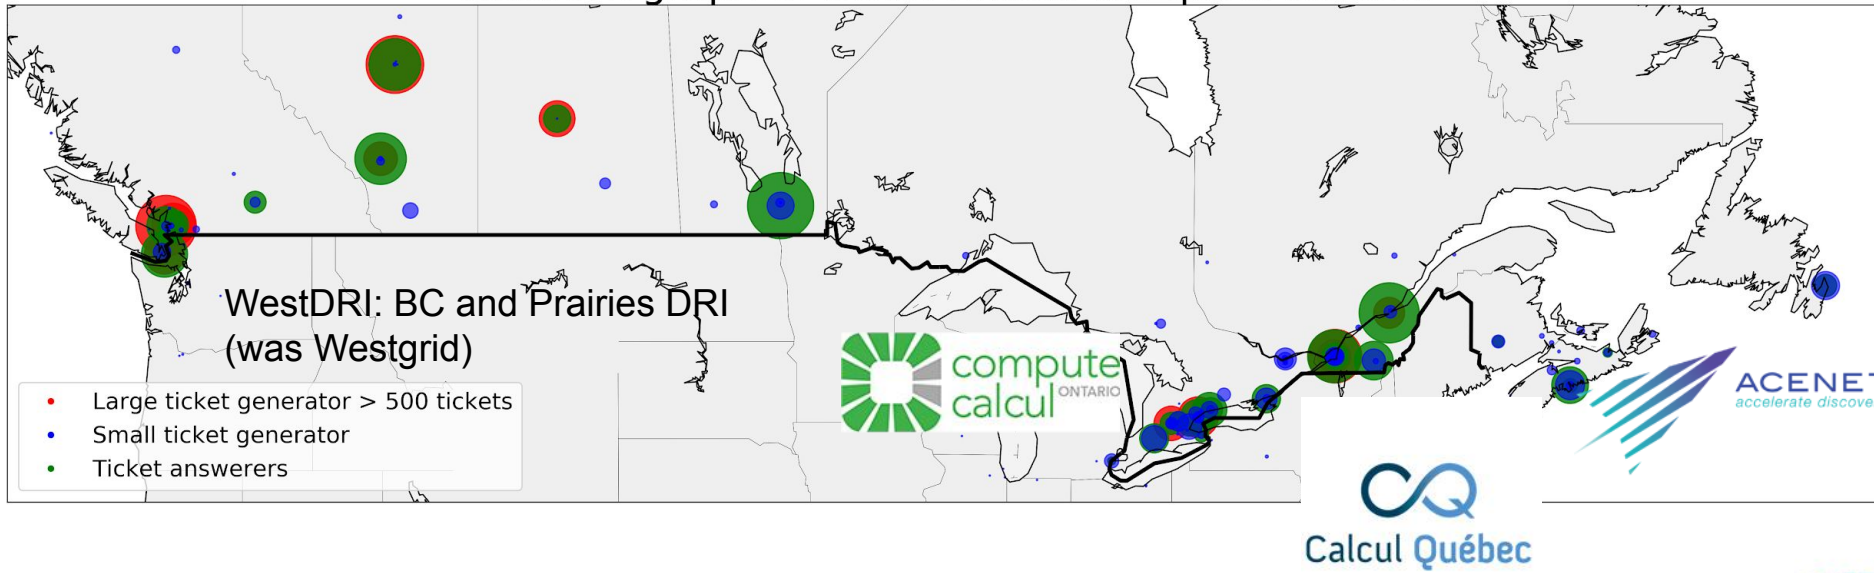 WestDRI: BC and Prairies DRI
(was Westgrid)
Large ticket generator > 500 tickets
Small ticket generator
Ticket answerers
compute
calcul ONTARIO
ACENET
accelerate discove
CQ
Calcul Québec